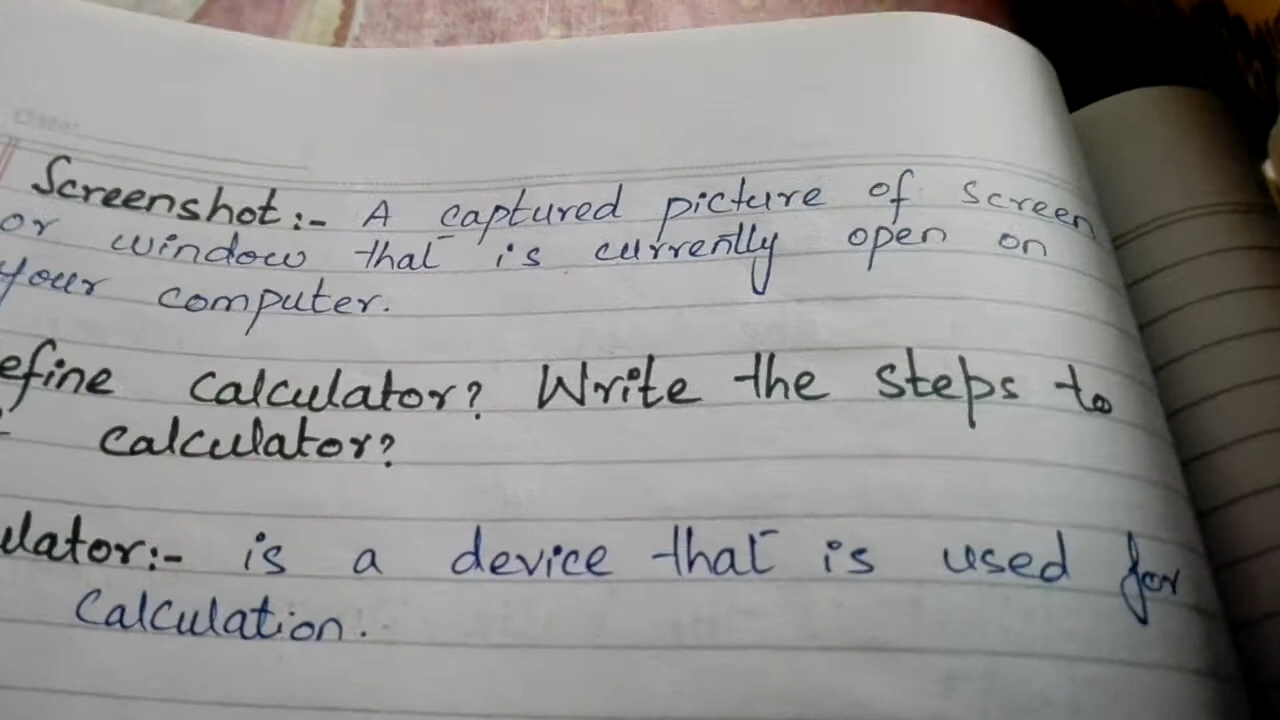 Screenshot:- A captured picture of screen
or window that is currently open on
your computer.
efine calculator? Write the steps to
calculator?
ulator:- is a device that is used for
Calculation.